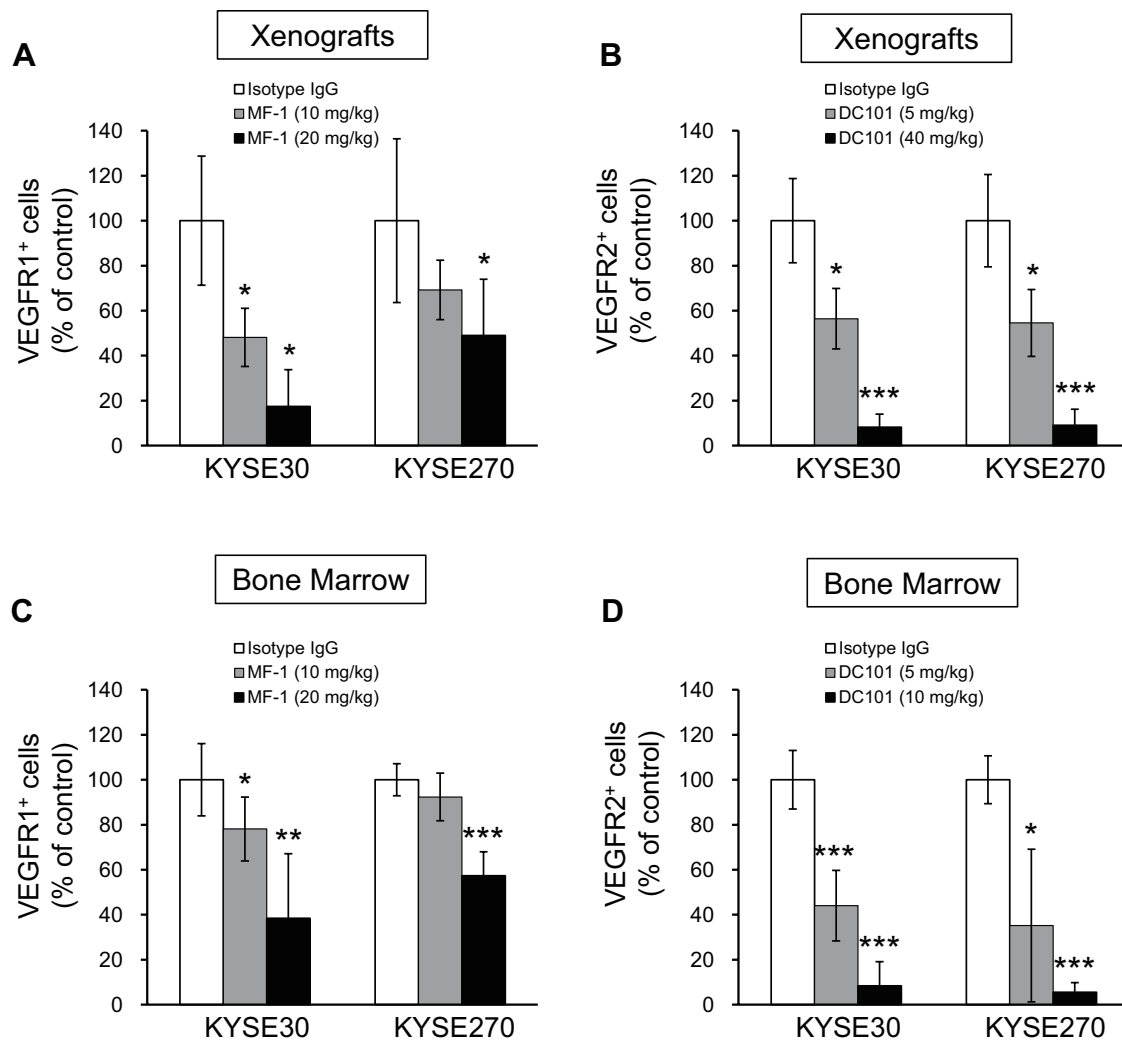 Xenografts
A
Isotype IgG
MF-1 (10 mg/kg)
MF-1 (20 mg/kg)
VEGFR1⁺ cells
(% of control)
140
120
100
80
60
40
20
0
*
*
*
KYSE30
KYSE270
Xenografts
B
Isotype IgG
DC101 (5 mg/kg)
DC101 (40 mg/kg)
VEGFR2⁺ cells
(% of control)
140
120
100
80
60
40
20
0
*
***
*
***
KYSE30
KYSE270
Bone Marrow
C
Isotype IgG
MF-1 (10 mg/kg)
MF-1 (20 mg/kg)
VEGFR1⁺ cells
(% of control)
140
120
100
80
60
40
20
0
*
**
***
KYSE30
KYSE270
Bone Marrow
D
Isotype IgG
DC101 (5 mg/kg)
DC101 (10 mg/kg)
VEGFR2⁺ cells
(% of control)
140
120
100
80
60
40
20
0
***
***
*
***
KYSE30
KYSE270